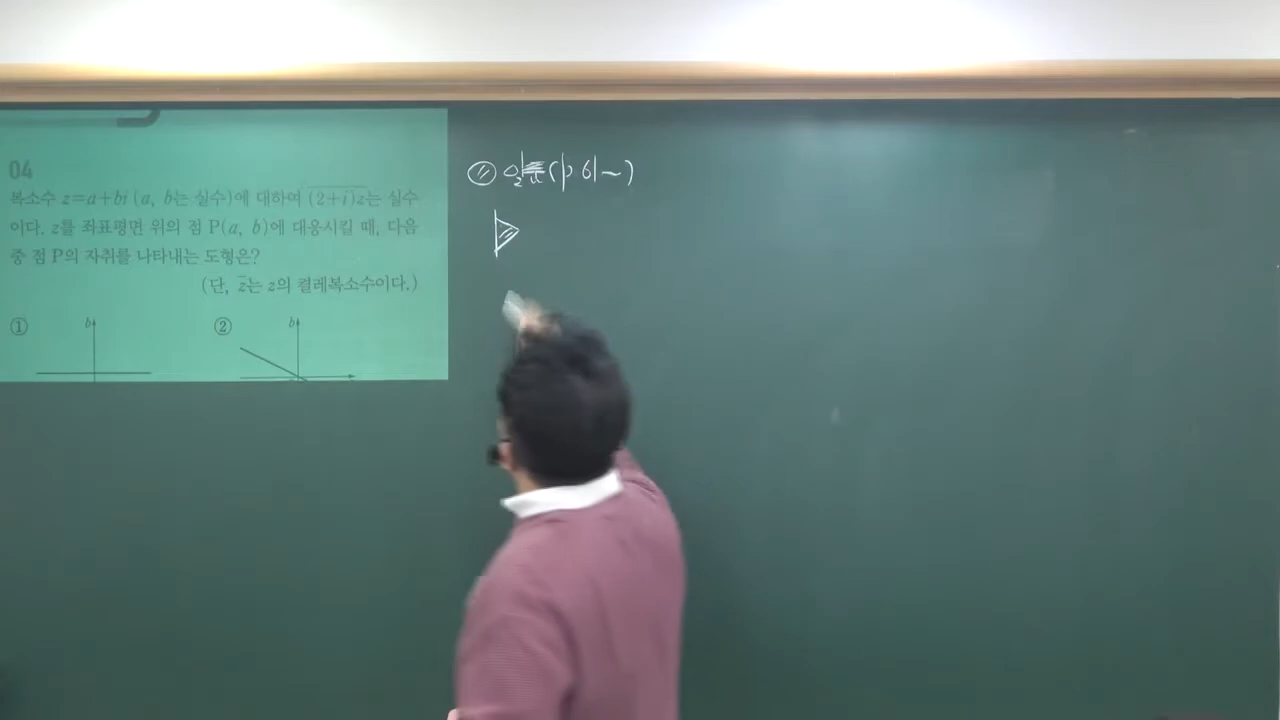 04
복소수 z=a+bi (a, b는 실수)에 대하여 \overline{(2+i)z}는 실수
이다. z를 좌표평면 위의 점 P(a, b)에 대응시킬 때, 다음
중 점 P의 자취를 나타내는 도형은?
(단, \overline{z}는 z의 켤레복소수이다.)
① b ② b